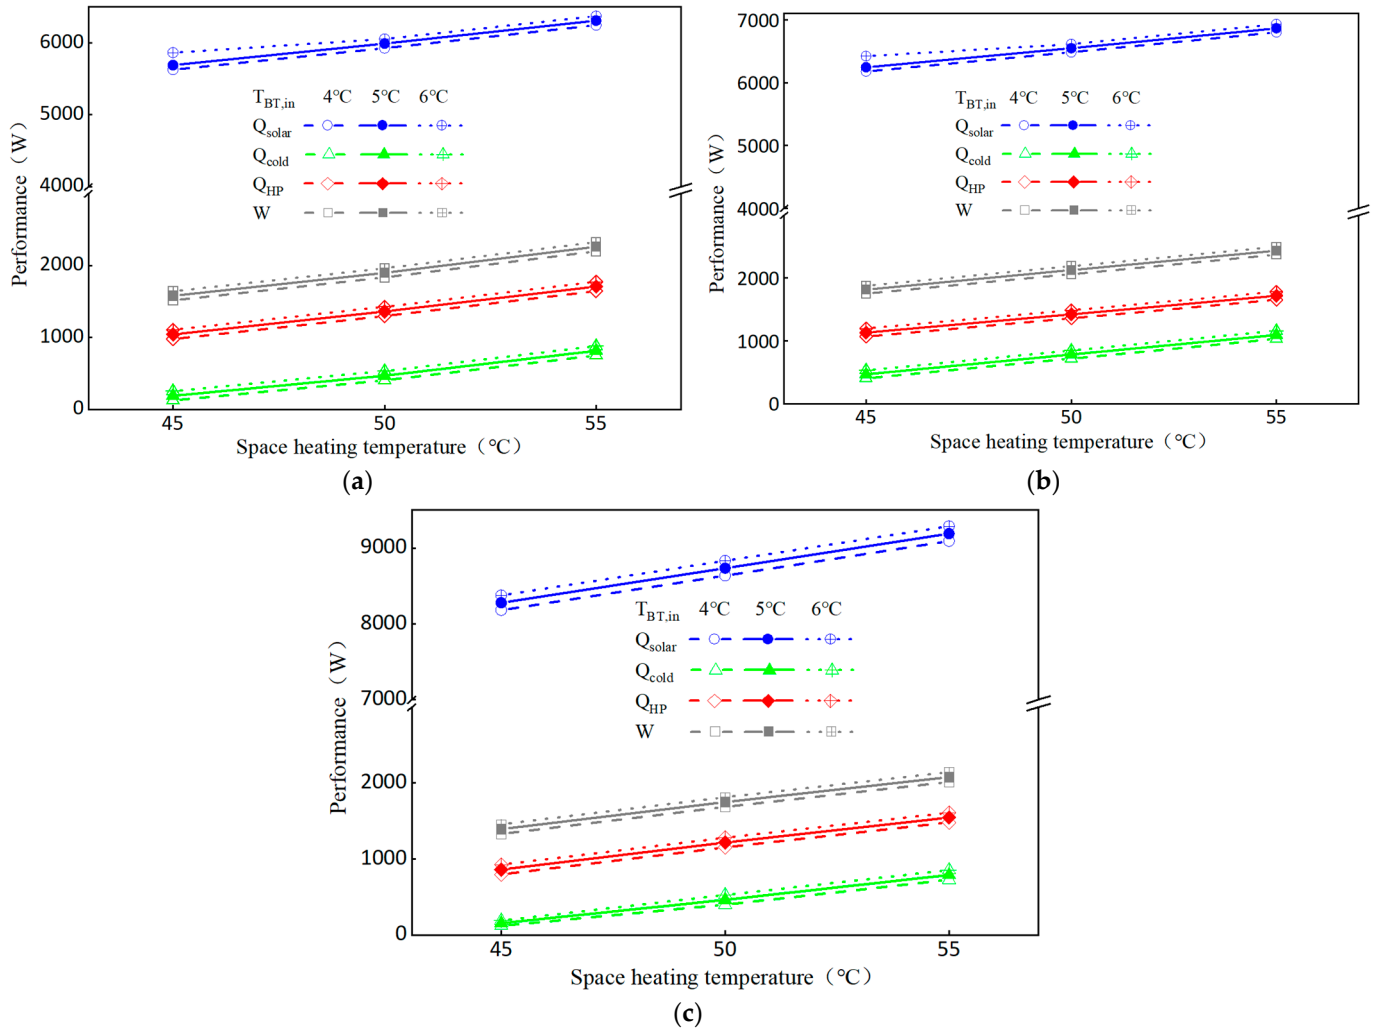 6000
5000
4000
2000
1000
0
Performance（W）
T_BT,in 4℃ 5℃ 6℃
Q_solar
Q_cold
Q_HP
W
45 50 55
Space heating temperature（℃）
(a)
7000
6000
5000
4000
2000
1000
0
Performance（W）
T_BT,in 4℃ 5℃ 6℃
Q_solar
Q_cold
Q_HP
W
45 50 55
Space heating temperature（℃）
(b)
9000
8000
7000
2000
1000
0
Performance（W）
T_BT,in 4℃ 5℃ 6℃
Q_solar
Q_cold
Q_HP
W
45 50 55
Space heating temperature（℃）
(c)